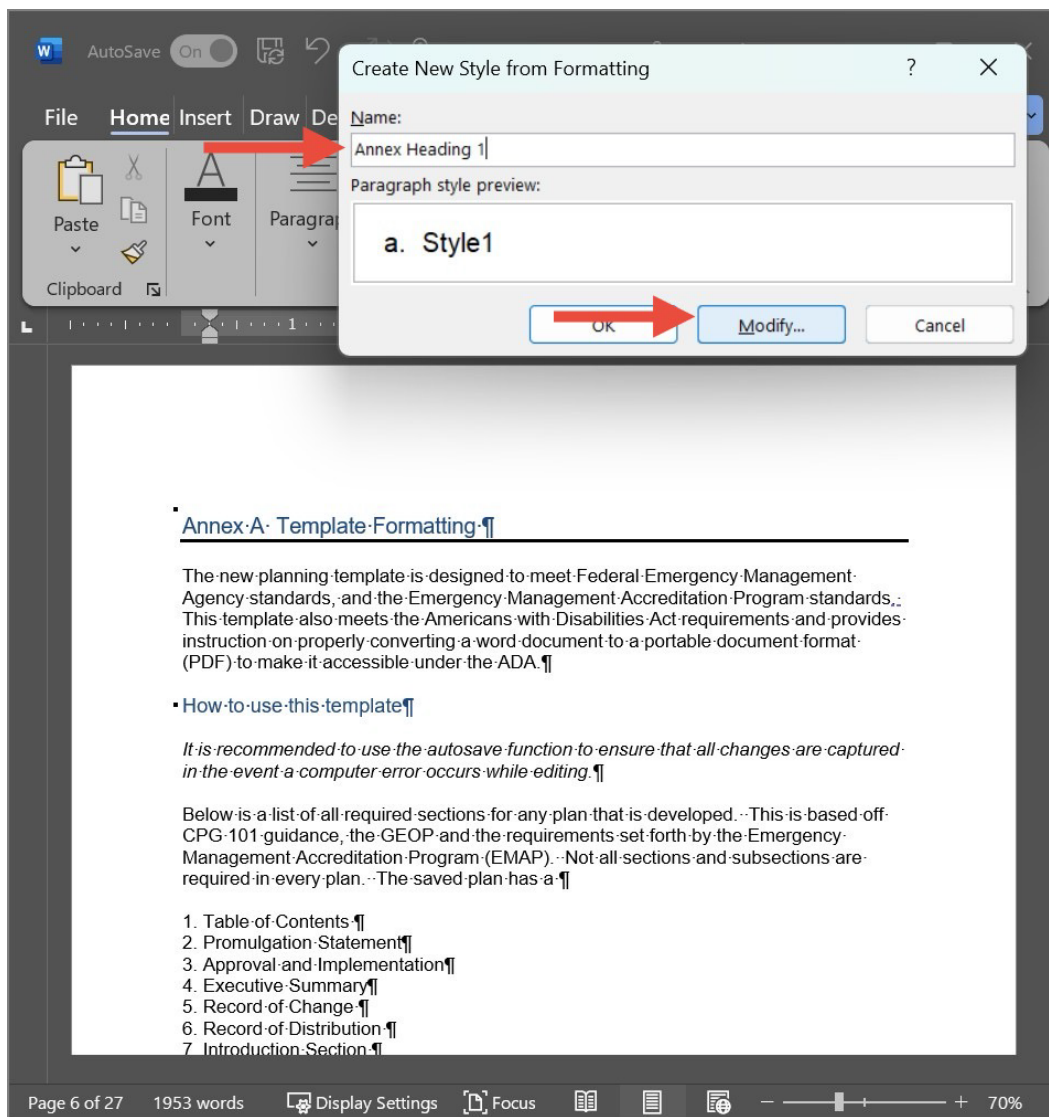 AutoSave On
Create New Style from Formatting ? 
File Home Insert Draw De
Name:
Annex Heading 1
Paragraph style preview:
a. Style1
Paste
Font
Paragrap
Clipboard
OK
Modify...
Cancel
1
Annex A Template Formatting ¶
The new planning template is designed to meet Federal Emergency Management
Agency standards, and the Emergency Management Accreditation Program standards.
This template also meets the Americans with Disabilities Act requirements and provides
instruction on properly converting a word document to a portable document format
(PDF) to make it accessible under the ADA.¶
How to use this template¶
It is recommended to use the autosave function to ensure that all changes are captured
in the event a computer error occurs while editing.¶
Below is a list of all required sections for any plan that is developed. This is based off
CPG 101 guidance, the GEOP and the requirements set forth by the Emergency
Management Accreditation Program (EMAP). Not all sections and subsections are
required in every plan. The saved plan has a ¶
1. Table of Contents ¶
2. Promulgation Statement¶
3. Approval and Implementation¶
4. Executive Summary¶
5. Record of Change ¶
6. Record of Distribution ¶
7. Introduction Section ¶
Page 6 of 27 1953 words Display Settings Focus 70%